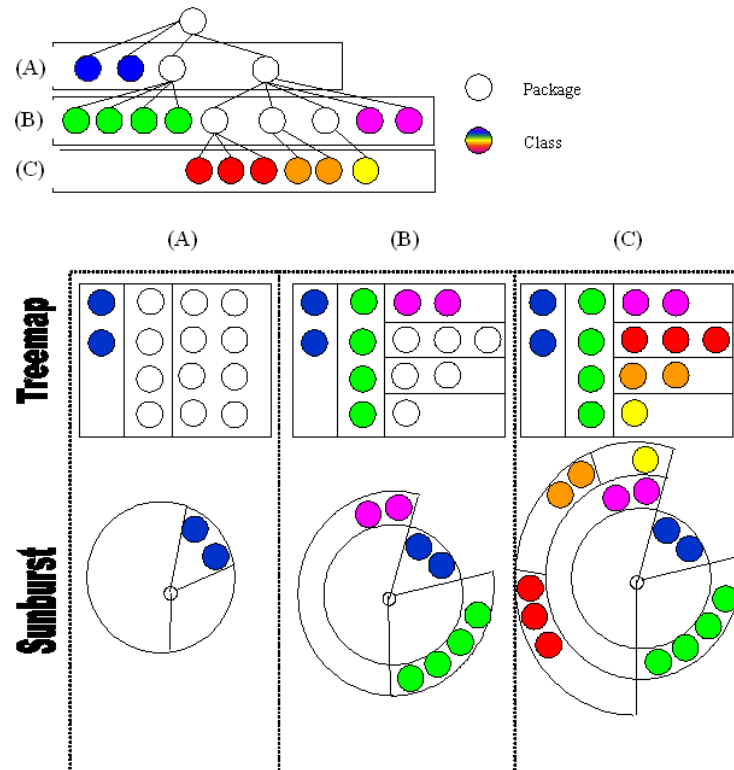 (A)
Package
(B)
Class
(C)
(A) (B) (C)
Treemap
Sunburst